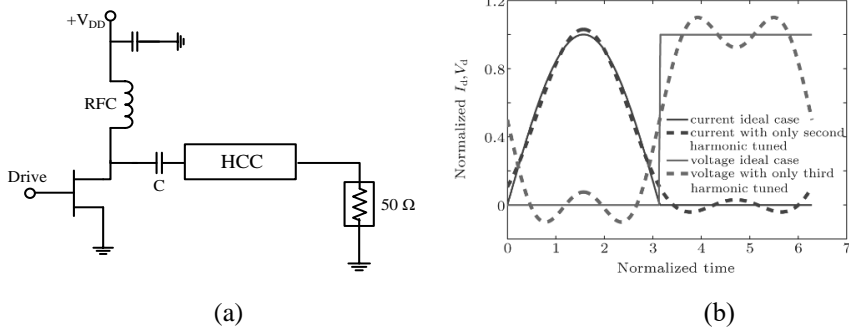 +V_DD
RFC
Drive
C
HCC
50 Ω
(a)
1.2
0.8
0.4
0
0 1 2 3 4 5 6 7
Normalized I_d,V_d
current ideal case
current with only second
harmonic tuned
voltage ideal case
voltage with only third
harmonic tuned
Normalized time
(b)